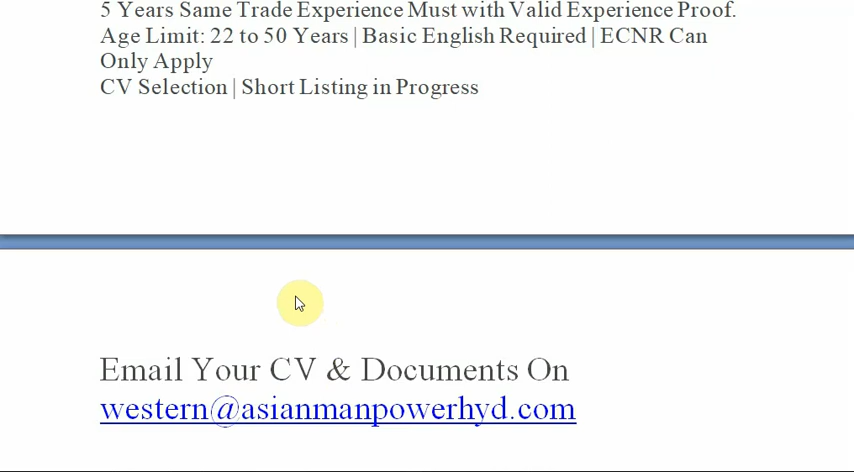 5 Years Same Trade Experience Must with Valid Experience Proof.
Age Limit: 22 to 50 Years | Basic English Required | ECNR Can
Only Apply
CV Selection | Short Listing in Progress
Email Your CV & Documents On
western@asianmanpowerhyd.com